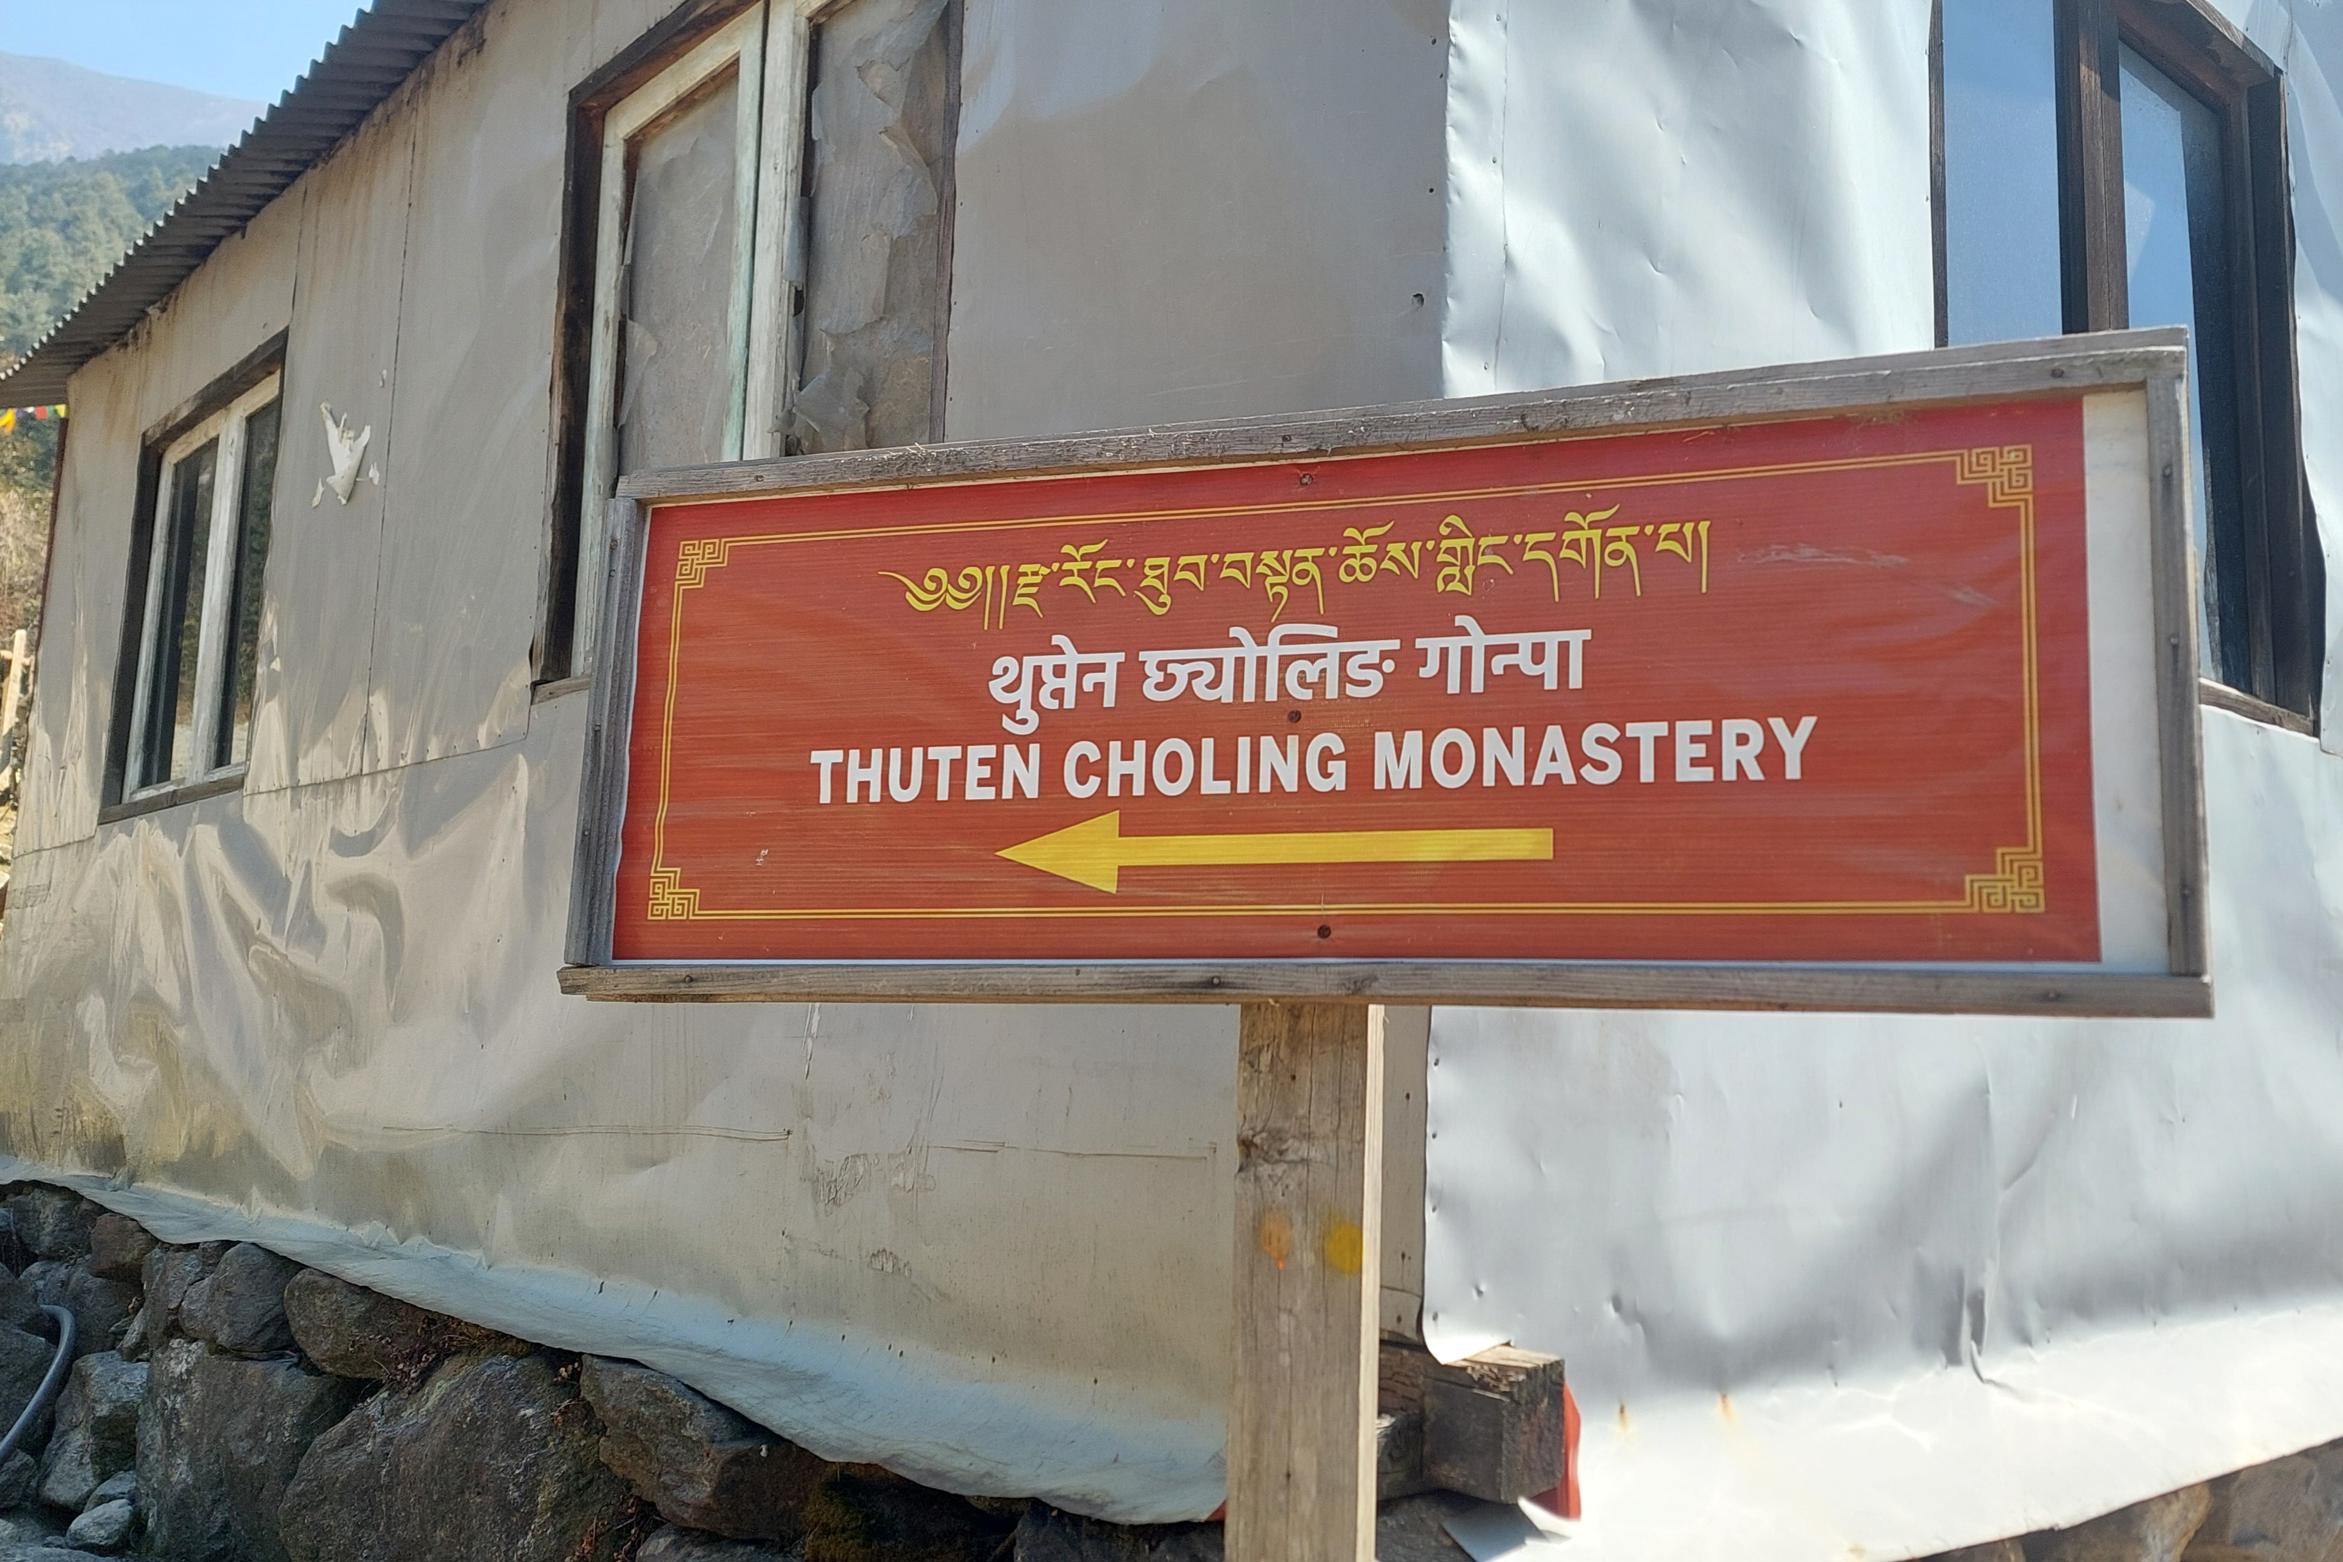 ༄༅།།རྫ་རོང་ཐུབ་བསྟན་ཆོས་གླིང་དགོན་པ།
थुप्तेन छ्योलिङ गोन्पा
THUTEN CHOLING MONASTERY